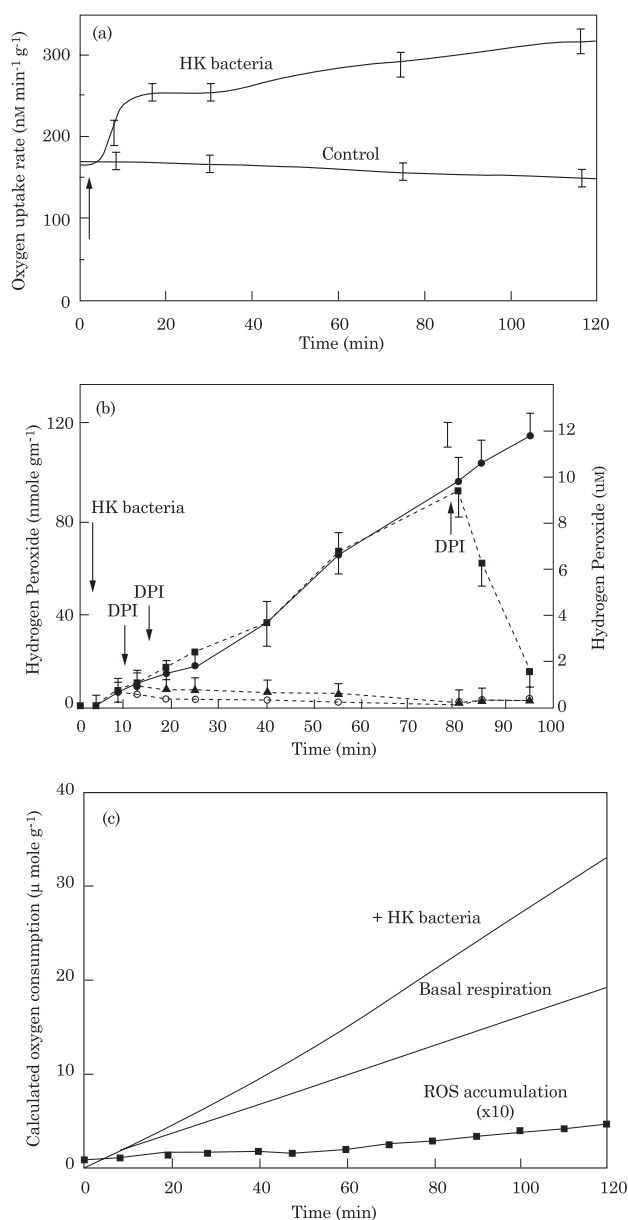 (a)
HK bacteria
Control
Oxygen uptake rate (nM min-1 g-1)
300
200
100
0
0 20 40 60 80 100 120
Time (min)
(b)
HK bacteria
DPI
DPI
DPI
Hydrogen Peroxide (nmole gm-1)
120
80
40
0
Hydrogen Peroxide (uM)
12
10
8
6
4
2
0
0 10 20 30 40 50 60 70 80 90 100
Time (min)
(c)
+ HK bacteria
Basal respiration
ROS accumulation
(x10)
Calculated oxygen consumption (μ mole g-1)
40
30
20
10
0
0 20 40 60 80 100 120
Time (min)